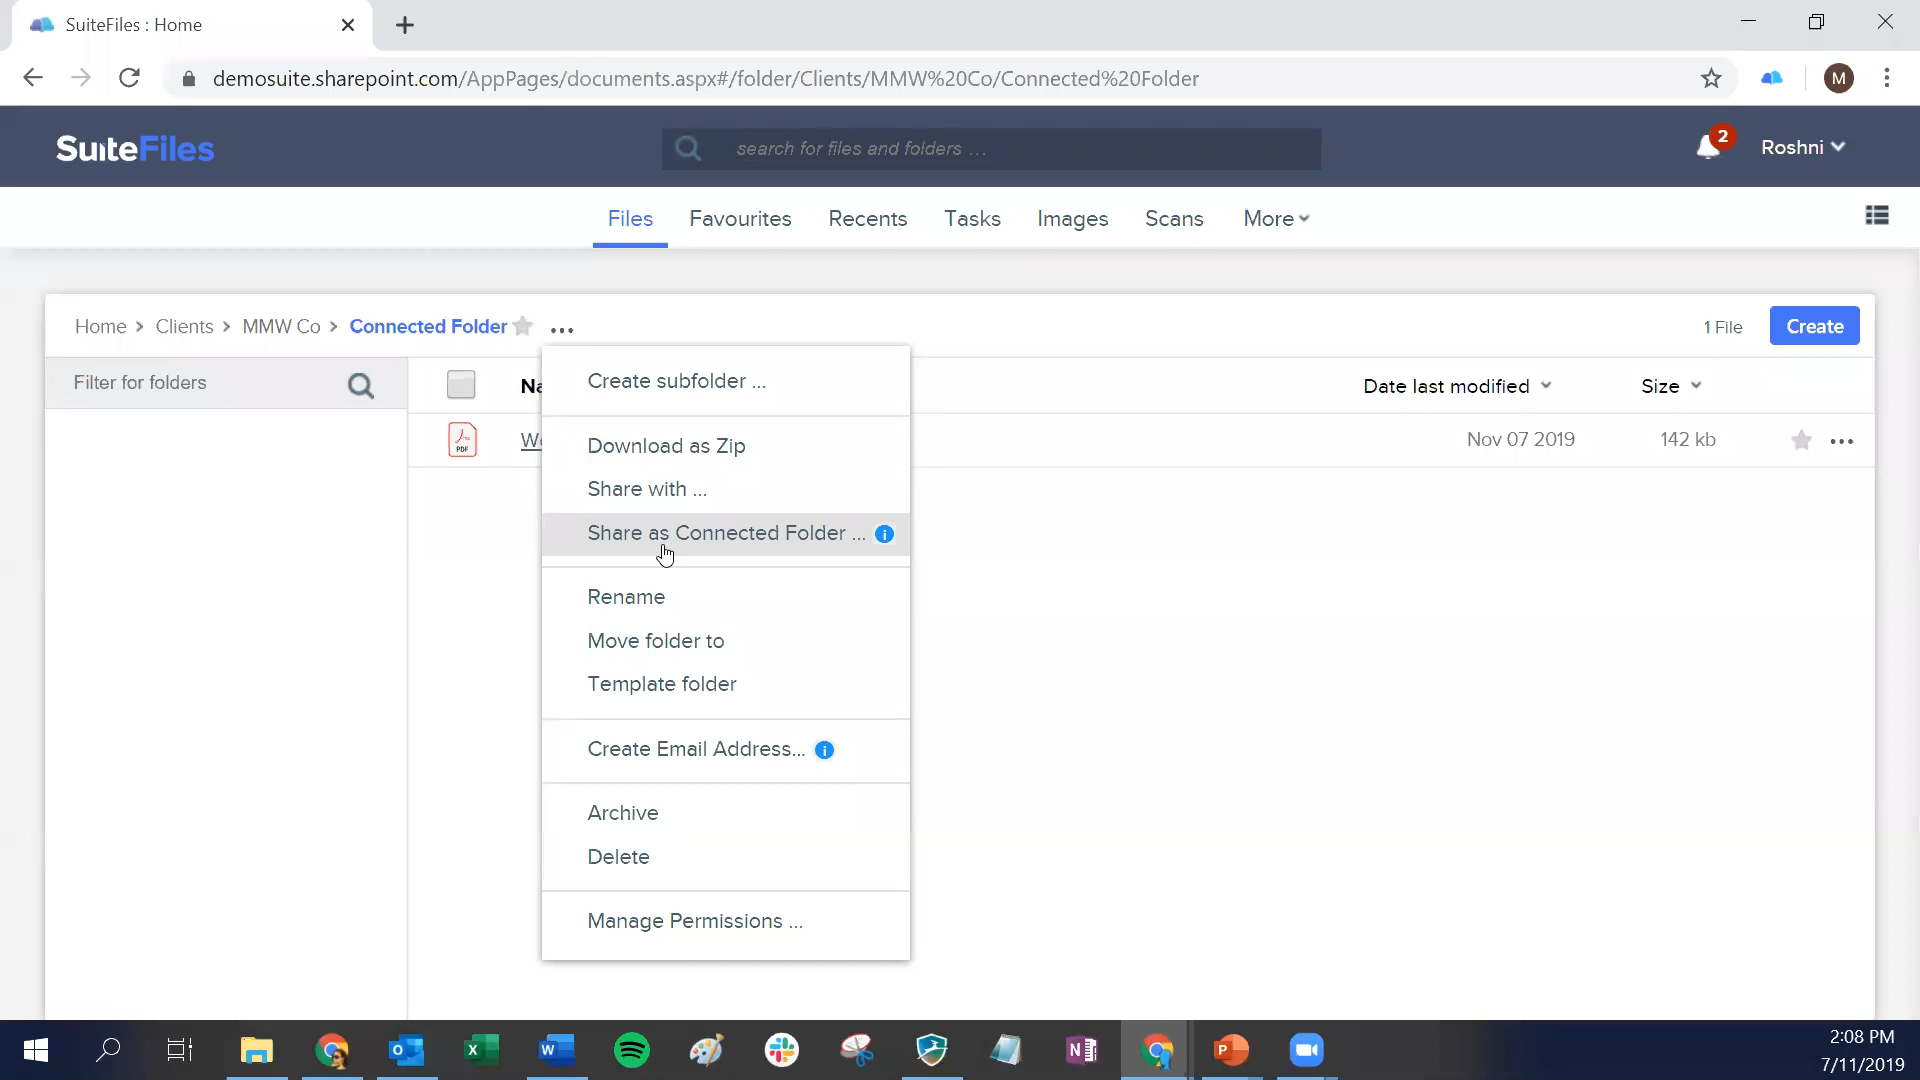 SuiteFiles : Home
demosuite.sharepoint.com/AppPages/documents.aspx#/folder/Clients/MMW%20Co/Connected%20Folder
M
SuiteFiles
search for files and folders ...
2
Roshni
Files Favourites Recents Tasks Images Scans More
Home > Clients > MMW Co > Connected Folder ...
1 File
Create
Filter for folders
Date last modified
Size
PDF
Nov 07 2019
142 kb
Create subfolder ...
Download as Zip
Share with ...
Share as Connected Folder ...
Rename
Move folder to
Template folder
Create Email Address...
Archive
Delete
Manage Permissions ...
2:08 PM
7/11/2019